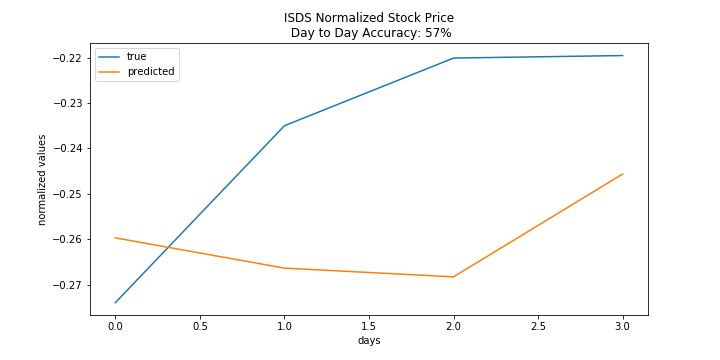 ISDS Normalized Stock Price
Day to Day Accuracy: 57%
true
predicted
normalized values
−0.22
−0.23
−0.24
−0.25
−0.26
−0.27
0.0 0.5 1.0 1.5 2.0 2.5 3.0
days